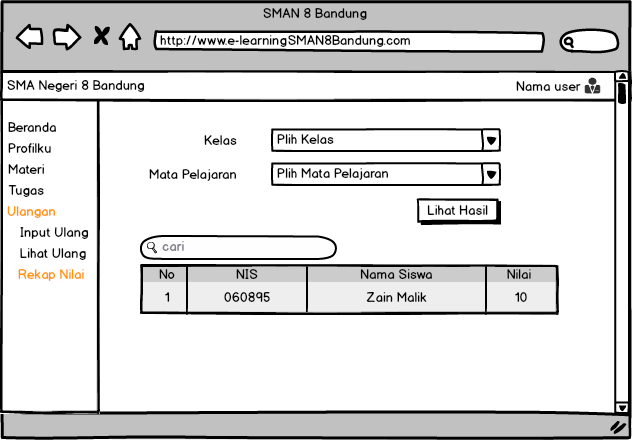 SMAN 8 Bandung
http://www.e-learningSMAN8Bandung.com
SMA Negeri 8 Bandung
Nama user
Beranda
Profilku
Materi
Tugas
Ulangan
Input Ulang
Lihat Ulang
Rekap Nilai
Kelas
Plih Kelas
Mata Pelajaran
Plih Mata Pelajaran
Lihat Hasil
cari
No NIS Nama Siswa Nilai
1 060895 Zain Malik 10